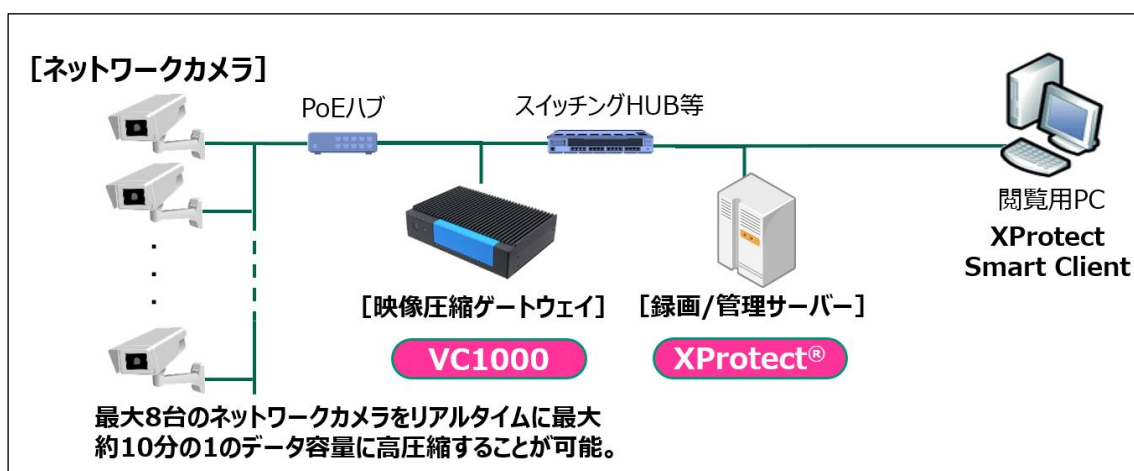 ［ネットワークカメラ］
PoEハブ
スイッチングHUB等
閲覧用PC
XProtect
Smart Client
［映像圧縮ゲートウェイ］
［録画/管理サーバー］
VC1000
XProtect®
最大8台のネットワークカメラをリアルタイムに最大
約10分の1のデータ容量に高圧縮することが可能。